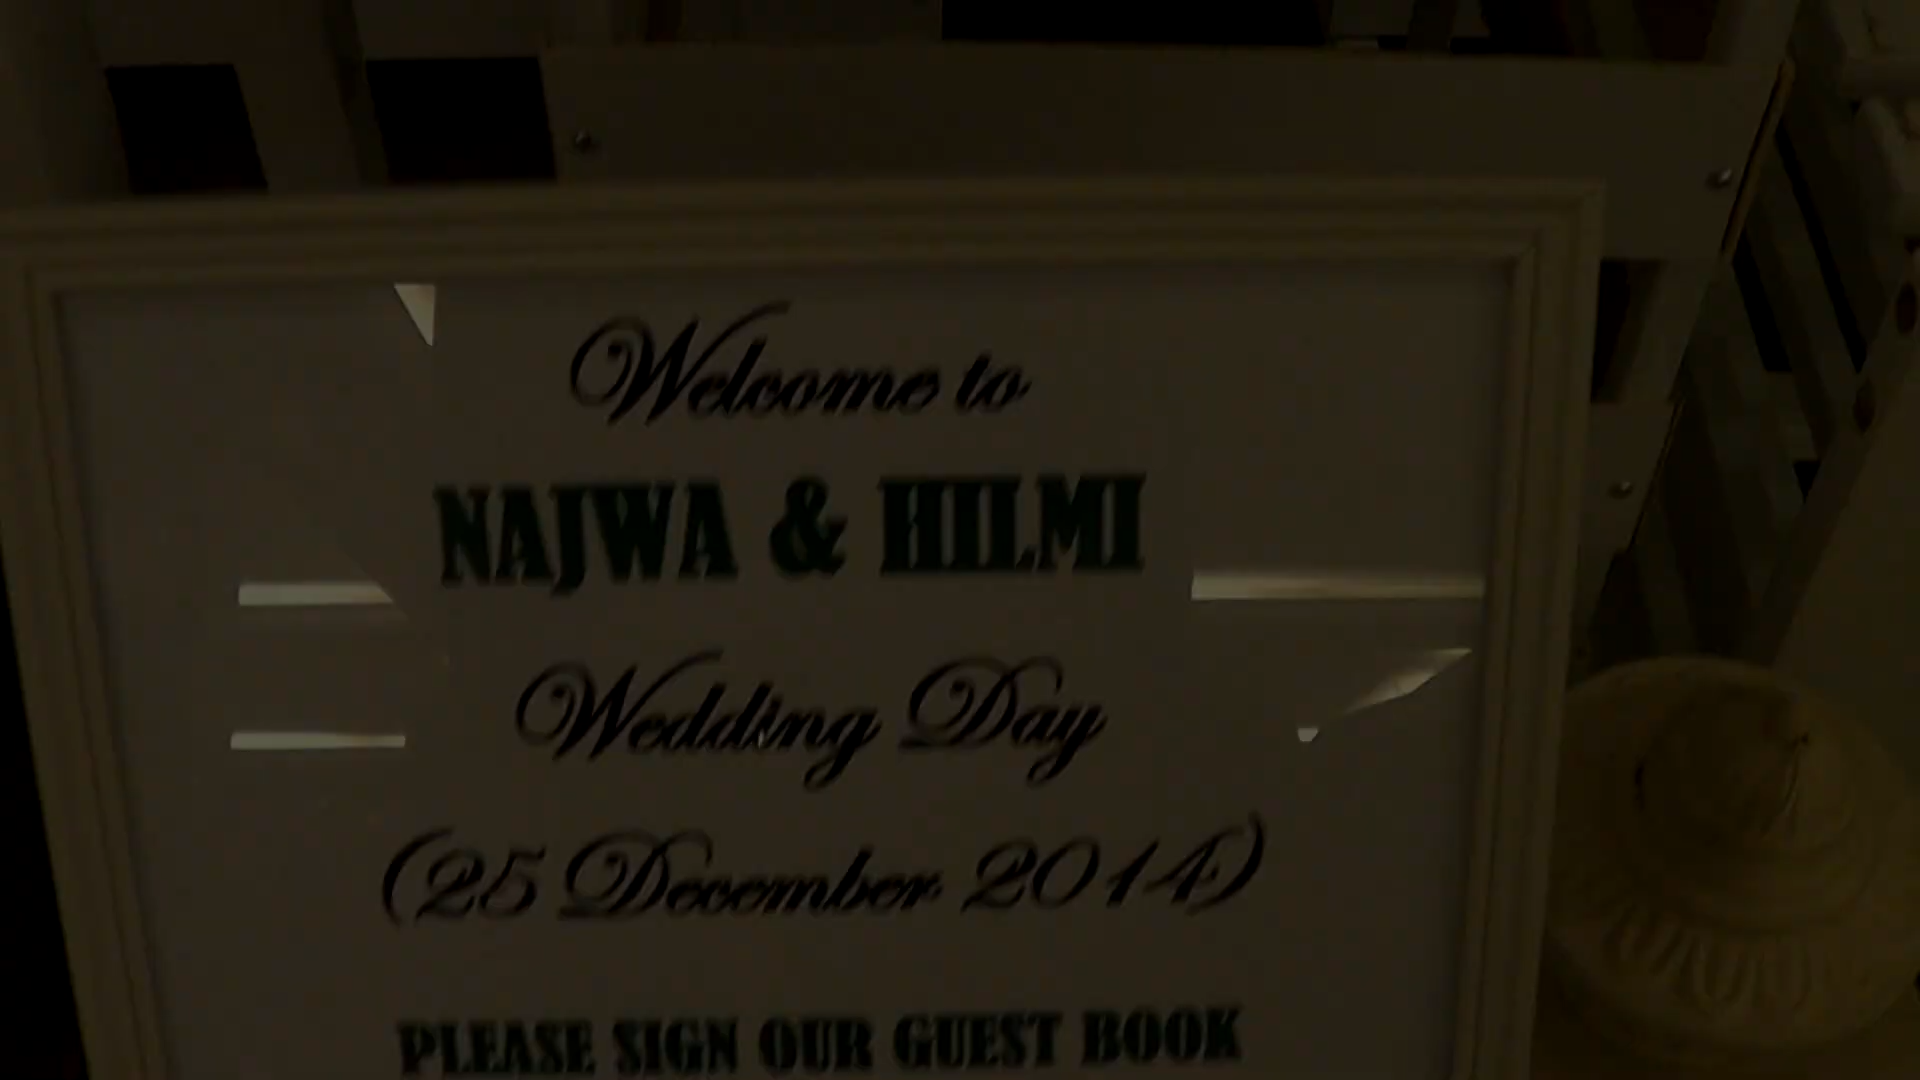 Welcome to
NAJWA & HILMI
Wedding Day
(25 December 2014)
PLEASE SIGN OUR GUEST BOOK